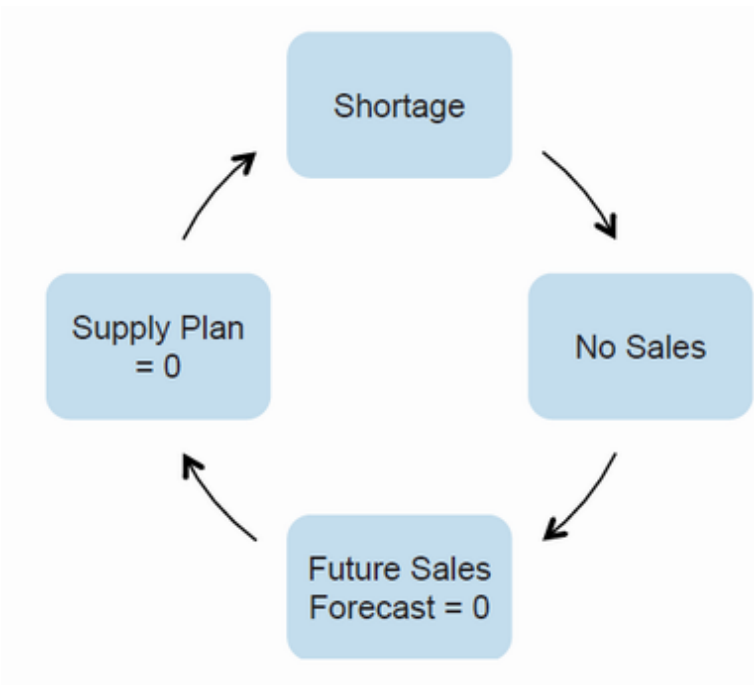 Shortage
No Sales
Future Sales
Forecast = 0
Supply Plan
= 0